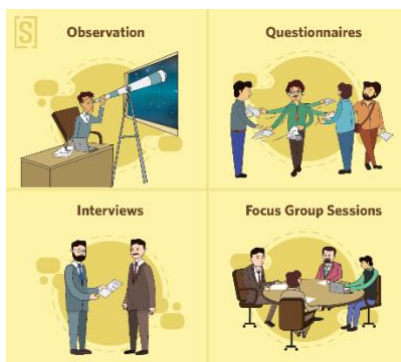 [S]
Observation
Questionnaires
Interviews
Focus Group Sessions